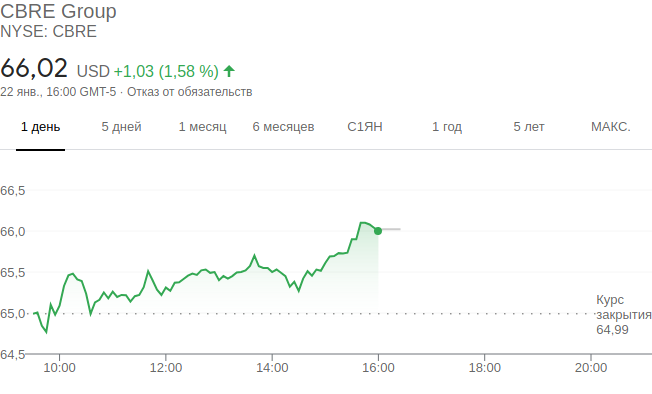 CBRE Group
NYSE: CBRE
66,02 USD +1,03 (1,58 %)
22 янв., 16:00 GMT-5 · Отказ от обязательств
1 день 5 дней 1 месяц 6 месяцев С1ЯН 1 год 5 лет МАКС.
66,5
66,0
65,5
Курс
закрытия
65,0
64,99
64,5
10:00 12:00 14:00 16:00 18:00 20:00